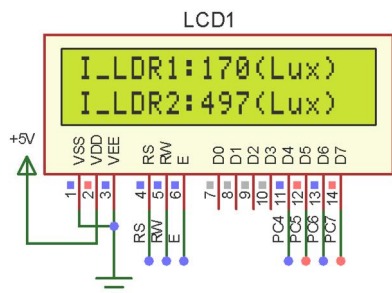 LCD1
I_LDR1:170(Lux)
I_LDR2:497(Lux)
+5V
VSS
VDD
VEE
RS
RW
E
D0
D1
D2
D3
D4
D5
D6
D7
1
2
3
4
5
6
7
8
9
10
11
12
13
14
RS
RW
E
PC4
PC5
PC6
PC7